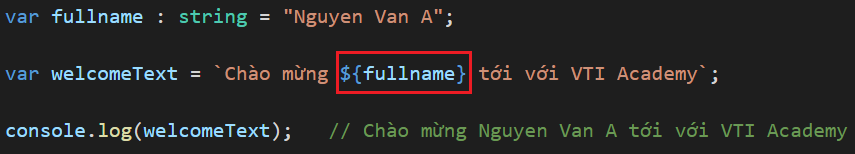 var fullname : string = "Nguyen Van A";
var welcomeText = `Chào mừng ${fullname} tới với VTI Academy`;
console.log(welcomeText);   // Chào mừng Nguyen Van A tới với VTI Academy